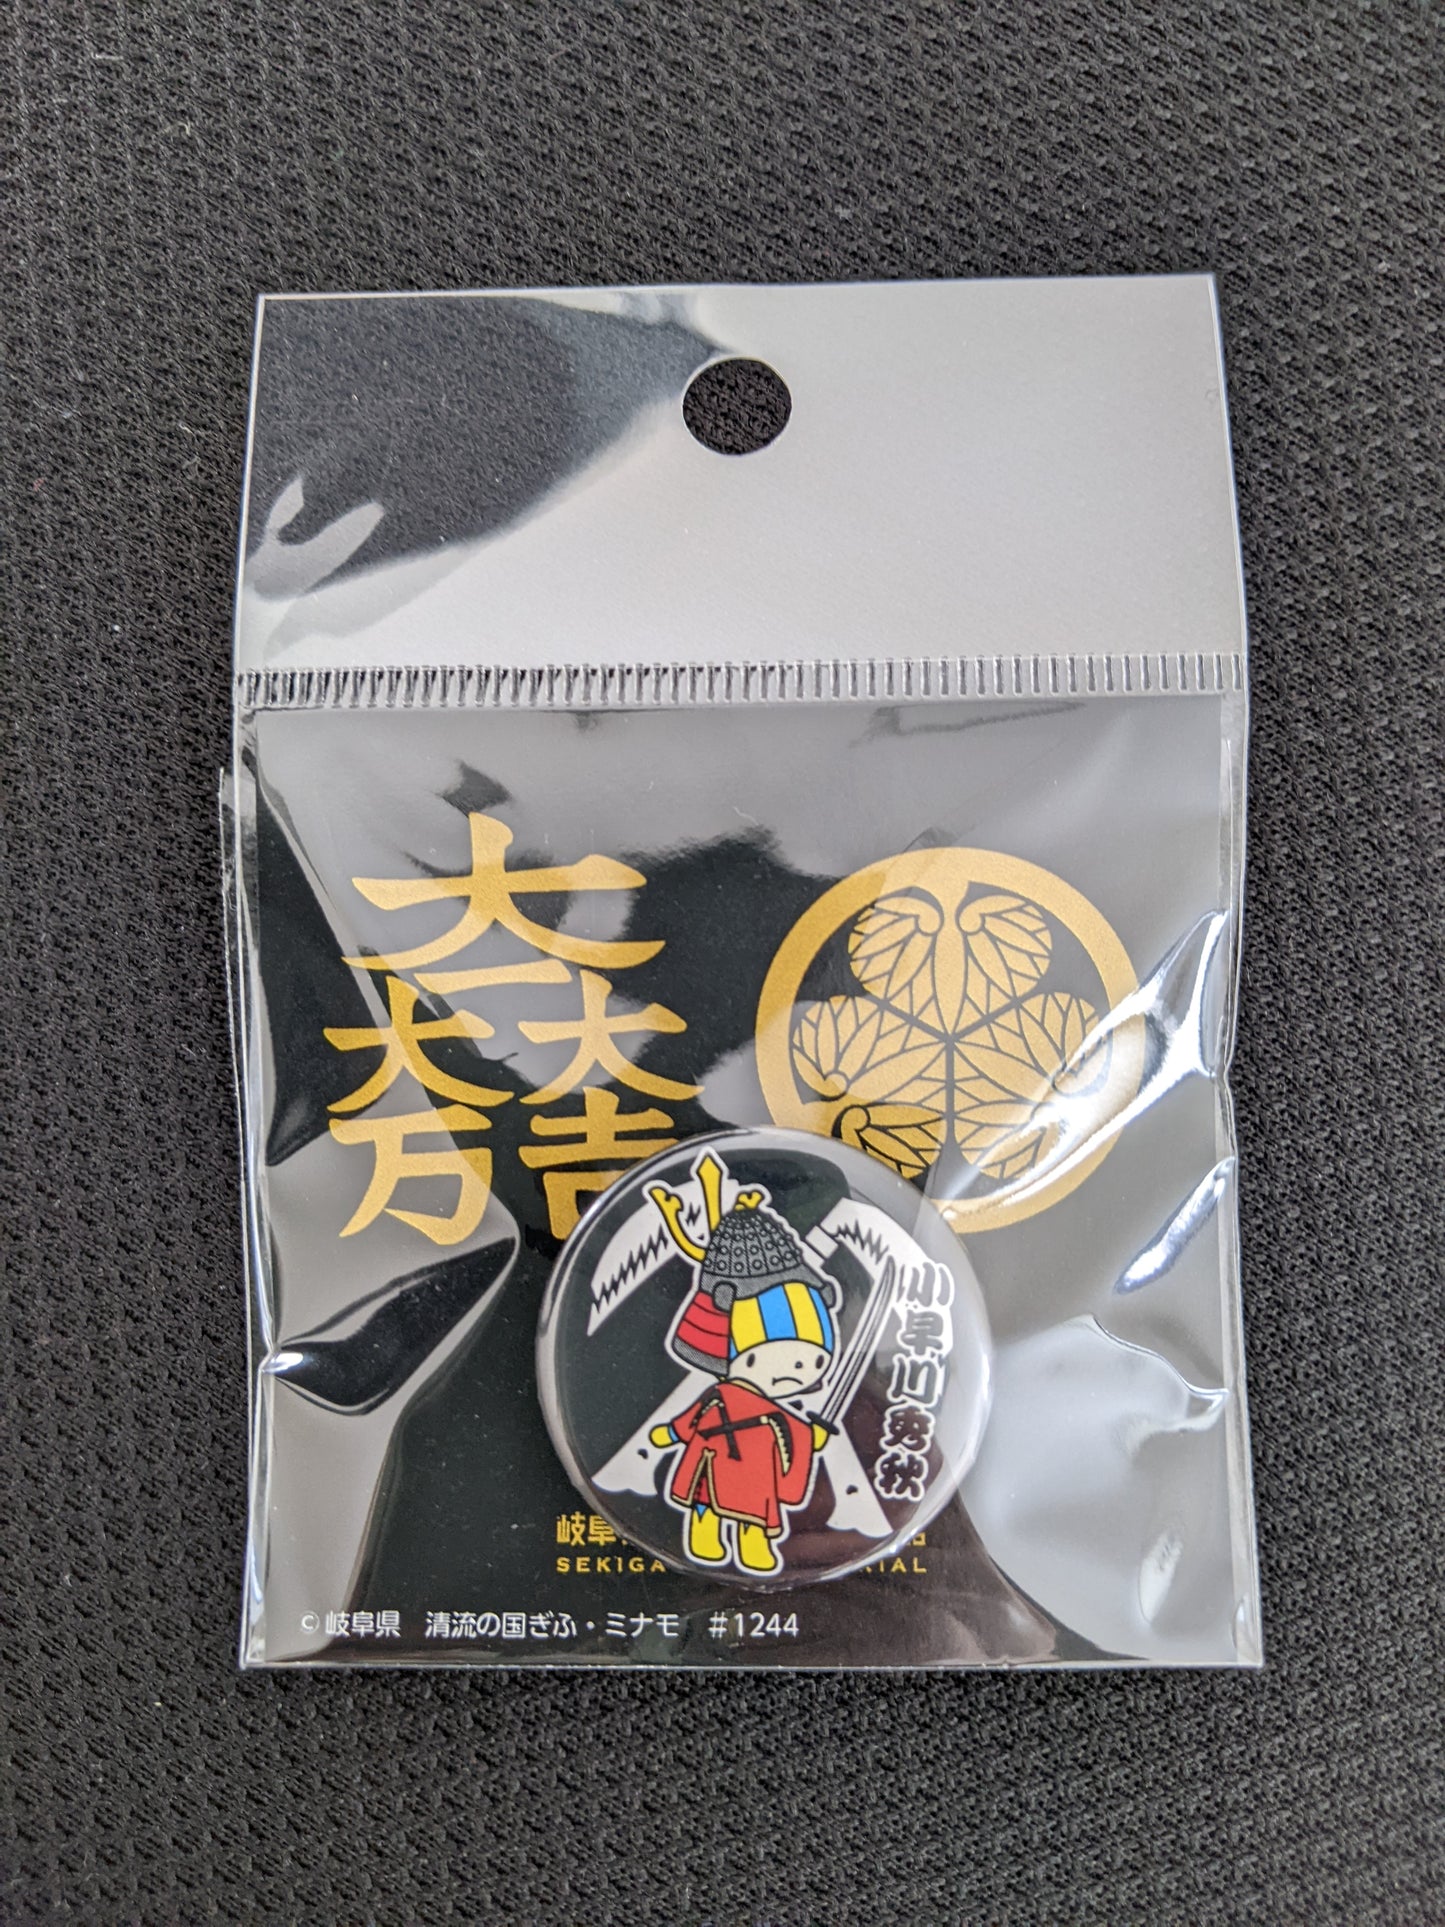 大一大万大吉
小早川秀秋
岐阜
SEKIGA RIAL
© 岐阜県 清流の国ぎふ・ミナモ #1244